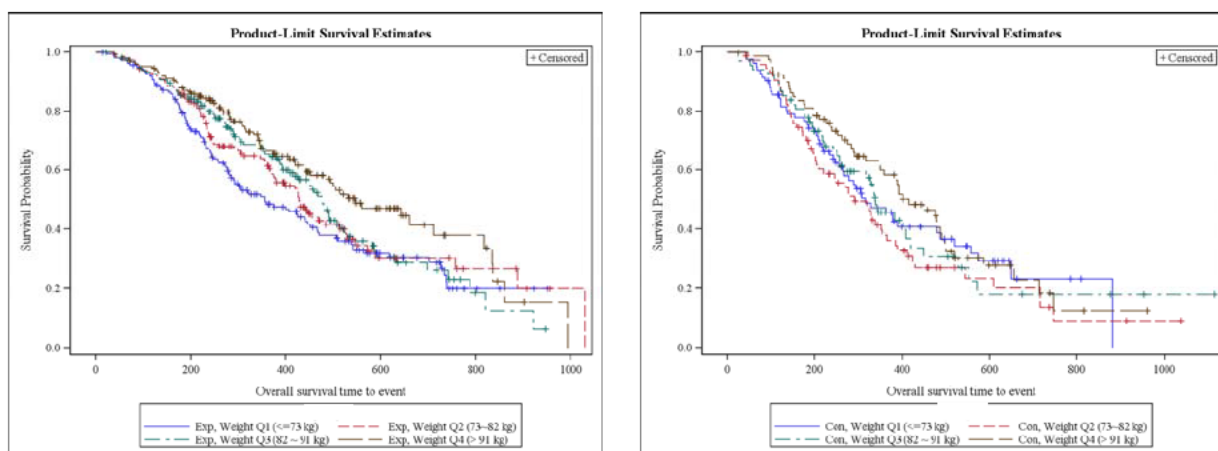 Product-Limit Survival Estimates
+ Censored
Survival Probability
1.0
0.8
0.6
0.4
0.2
0.0
0
200
400
600
800
1000
Overall survival time to event
Exp, Weight Q1 (<=73 kg)
Exp, Weight Q2 (73~82 kg)
Exp, Weight Q3 (82 ~ 91 kg)
Exp, Weight Q4 (> 91 kg)
Product-Limit Survival Estimates
+ Censored
Survival Probability
1.0
0.8
0.6
0.4
0.2
0.0
0
200
400
600
800
1000
Overall survival time to event
Con, Weight Q1 (<=73 kg)
Con, Weight Q2 (73~82 kg)
Con, Weight Q3 (82 ~ 91 kg)
Con, Weight Q4 (> 91 kg)